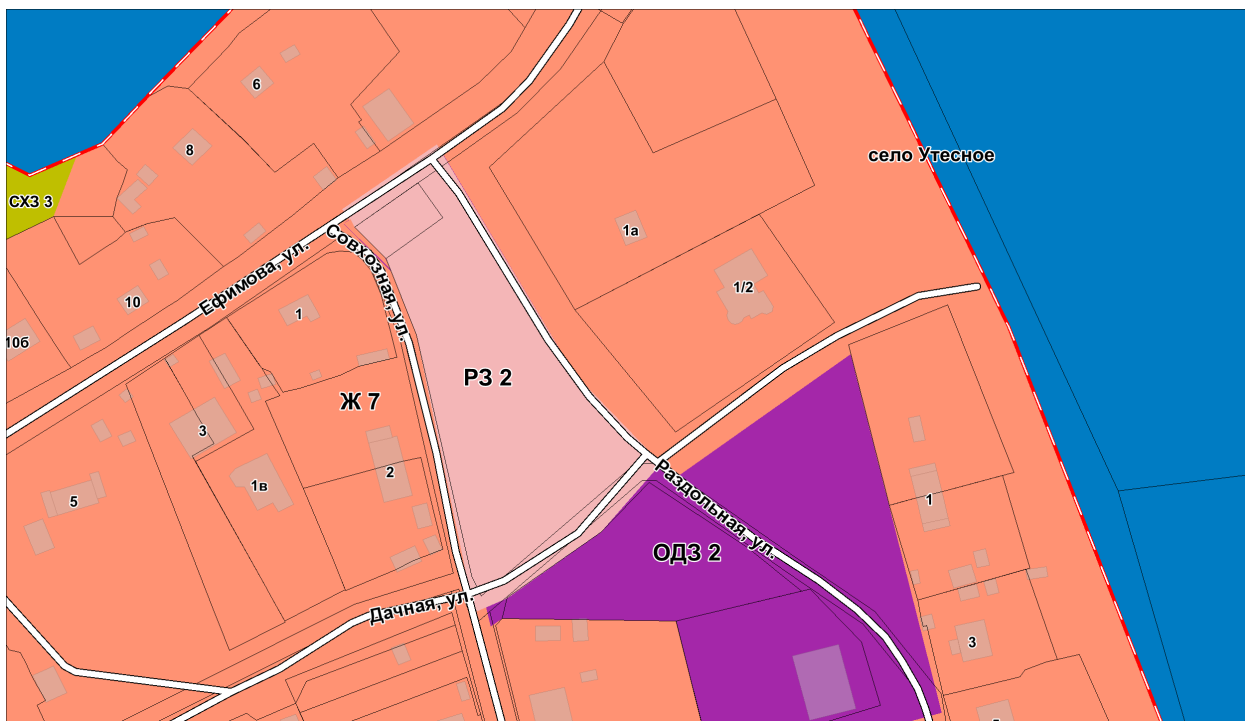 6
8
село Утесное
СХЗ 3
1а
Совхозная, ул.
Ефимова, ул.
1/2
10
1
10б
РЗ 2
Ж 7
3
2
1в
5
1
Раздольная, ул.
ОДЗ 2
Дачная, ул.
3